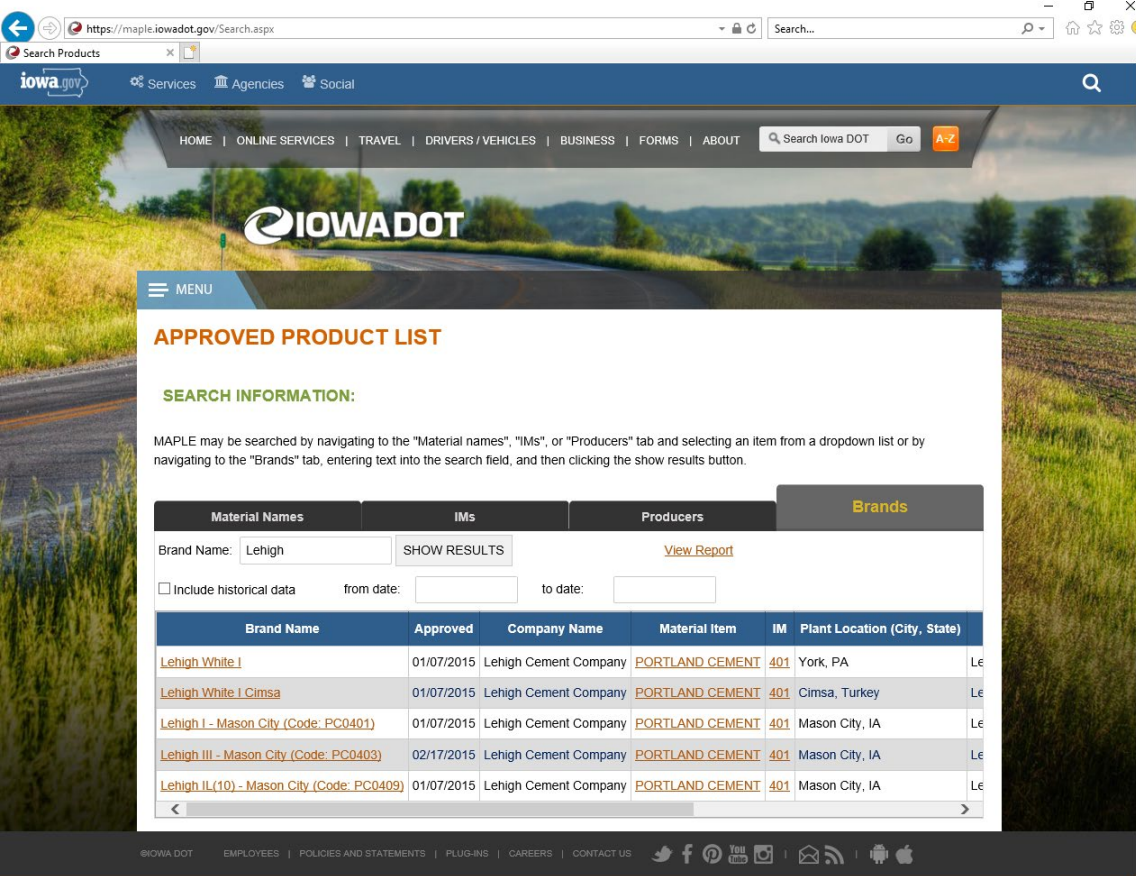 https://maple.iowadot.gov/Search.aspx
Search...
Search Products
iowa.gov
Services
Agencies
Social
HOME | ONLINE SERVICES | TRAVEL | DRIVERS / VEHICLES | BUSINESS | FORMS | ABOUT
Search Iowa DOT
Go
A-Z
IOWADOT
MENU
APPROVED PRODUCT LIST
SEARCH INFORMATION:
MAPLE may be searched by navigating to the "Material names", "IMs", or "Producers" tab and selecting an item from a dropdown list or by
navigating to the "Brands" tab, entering text into the search field, and then clicking the show results button.
Material Names IMs Producers Brands
Brand Name: Lehigh SHOW RESULTS View Report
Include historical data from date: to date:
Brand Name Approved Company Name Material Item IM Plant Location (City, State)
Lehigh White I 01/07/2015 Lehigh Cement Company PORTLAND CEMENT 401 York, PA Le
Lehigh White I Cimsa 01/07/2015 Lehigh Cement Company PORTLAND CEMENT 401 Cimsa, Turkey Le
Lehigh I - Mason City (Code: PC0401) 01/07/2015 Lehigh Cement Company PORTLAND CEMENT 401 Mason City, IA Le
Lehigh III - Mason City (Code: PC0403) 02/17/2015 Lehigh Cement Company PORTLAND CEMENT 401 Mason City, IA Le
Lehigh IL(10) - Mason City (Code: PC0409) 01/07/2015 Lehigh Cement Company PORTLAND CEMENT 401 Mason City, IA Le
©IOWA DOT EMPLOYEES | POLICIES AND STATEMENTS | PLUG-INS | CAREERS | CONTACT US
You Tube